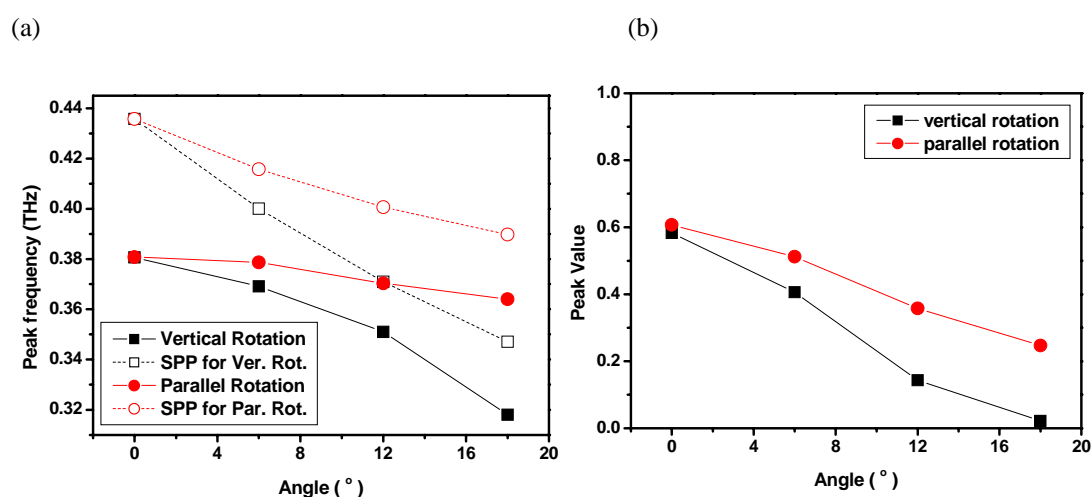 (a)
(b)
Peak frequency (THz)
0.44
0.42
0.40
0.38
0.36
0.34
0.32
Vertical Rotation
SPP for Ver. Rot.
Parallel Rotation
SPP for Par. Rot.
0 4 8 12 16 20
Angle ( ° )
Peak Value
1.0
0.8
0.6
0.4
0.2
0.0
vertical rotation
parallel rotation
0 4 8 12 16 20
Angle ( ° )